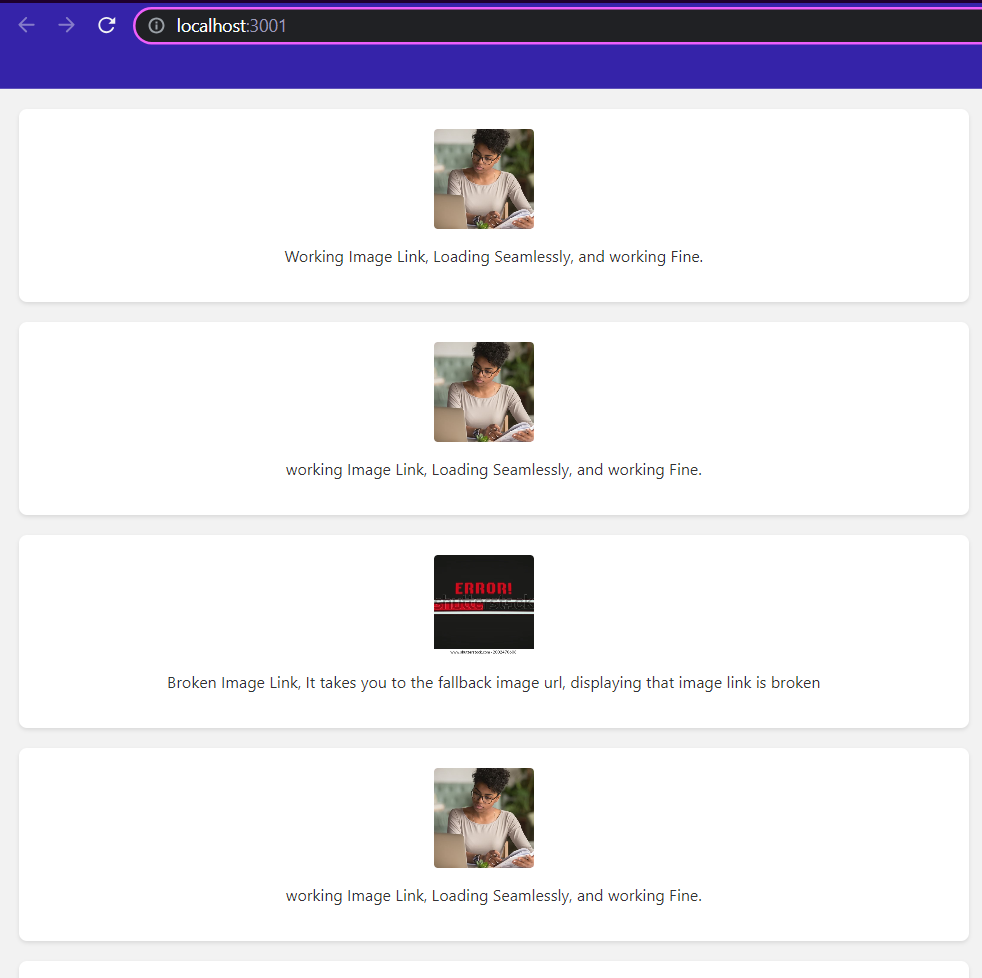 localhost:3001
Working Image Link, Loading Seamlessly, and working Fine.
working Image Link, Loading Seamlessly, and working Fine.
ERROR!
shutterstock
Broken Image Link, It takes you to the fallback image url, displaying that image link is broken
working Image Link, Loading Seamlessly, and working Fine.